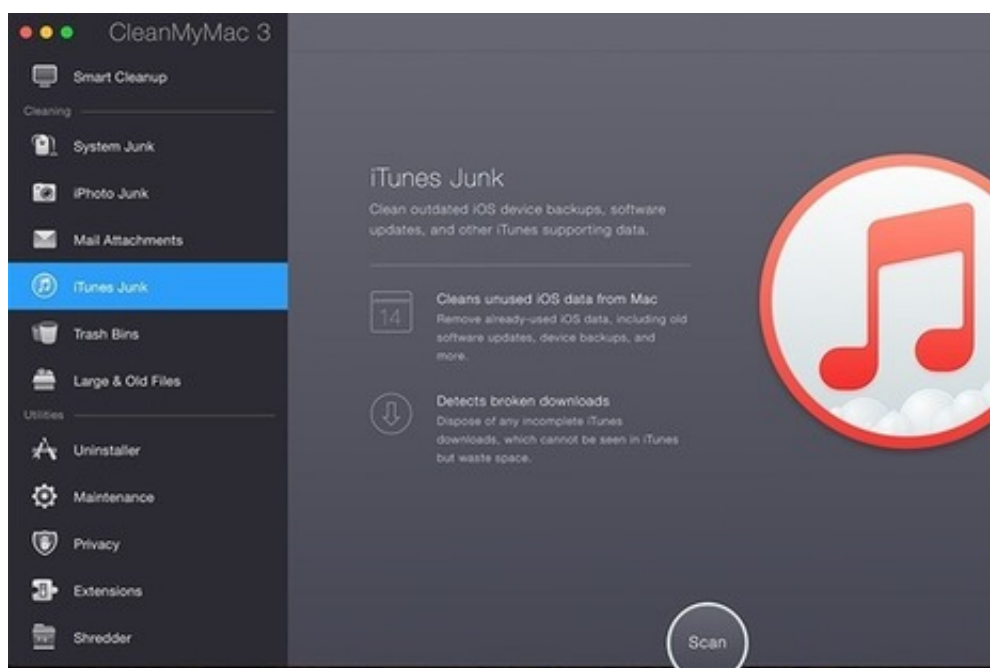 CleanMyMac 3
Smart Cleanup
Cleaning
System Junk
iPhoto Junk
Mail Attachments
iTunes Junk
Trash Bins
Large & Old Files
Utilities
Uninstaller
Maintenance
Privacy
Extensions
Shredder
iTunes Junk
Clean outdated iOS device backups, software
updates, and other iTunes supporting data.
14
Cleans unused iOS data from Mac
Remove already-used iOS data, including old
software updates, device backups, and
more.
Detects broken downloads
Dispose of any incomplete iTunes
downloads, which cannot be seen in iTunes
but waste space.
Scan